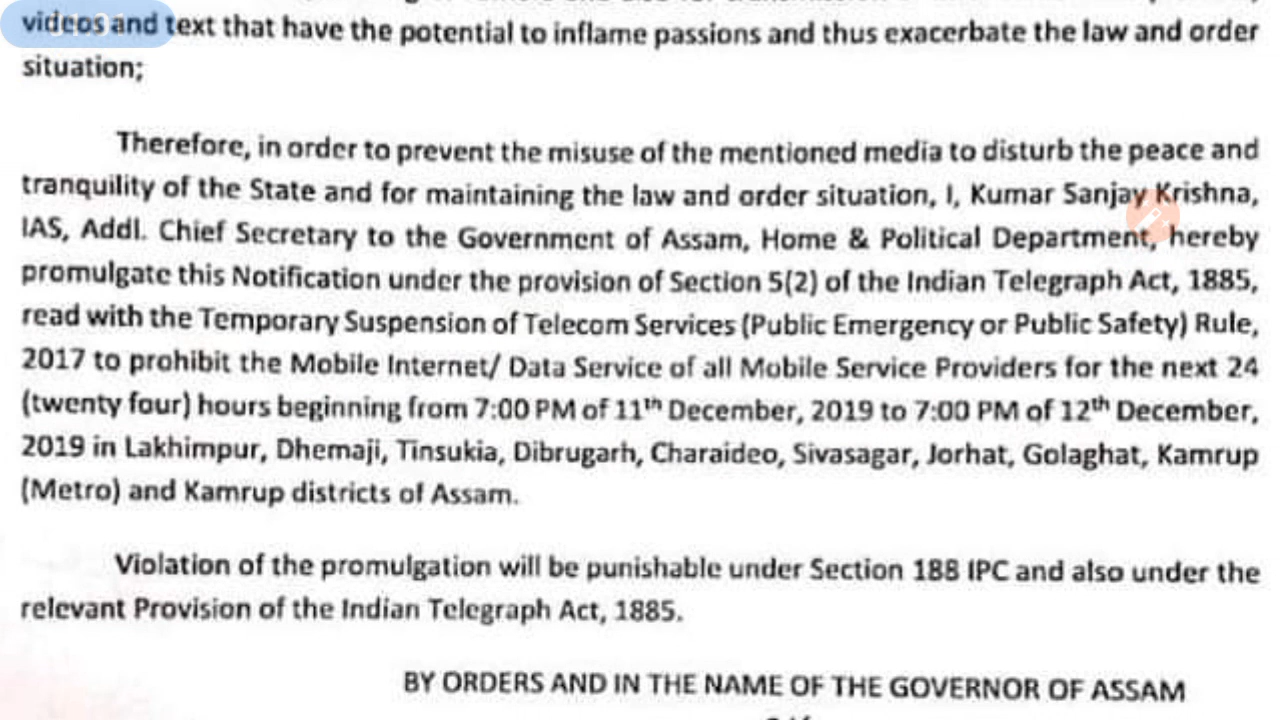 videos and text that have the potential to inflame passions and thus exacerbate the law and order
situation;
Therefore, in order to prevent the misuse of the mentioned media to disturb the peace and
tranquility of the State and for maintaining the law and order situation, I, Kumar Sanjay Krishna,
IAS, Addl. Chief Secretary to the Government of Assam, Home & Political Department, hereby
promulgate this Notification under the provision of Section 5(2) of the Indian Telegraph Act, 1885,
read with the Temporary Suspension of Telecom Services (Public Emergency or Public Safety) Rule,
2017 to prohibit the Mobile Internet/ Data Service of all Mobile Service Providers for the next 24
(twenty four) hours beginning from 7:00 PM of 11th December, 2019 to 7:00 PM of 12th December,
2019 in Lakhimpur, Dhemaji, Tinsukia, Dibrugarh, Charaideo, Sivasagar, Jorhat, Golaghat, Kamrup
(Metro) and Kamrup districts of Assam.
Violation of the promulgation will be punishable under Section 188 IPC and also under the
relevant Provision of the Indian Telegraph Act, 1885.
BY ORDERS AND IN THE NAME OF THE GOVERNOR OF ASSAM